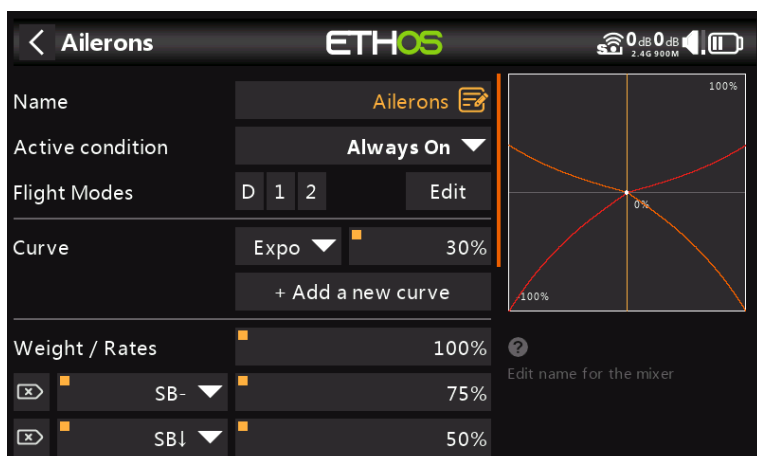 Ailerons
ETHOS
0dB 0dB
2.4G 900M
Name Ailerons
Active condition Always On
Flight Modes D 1 2 Edit
Curve Expo 30%
+ Add a new curve
Weight / Rates 100%
SB- 75%
SB↓ 50%
100%
0%
-100%
Edit name for the mixer